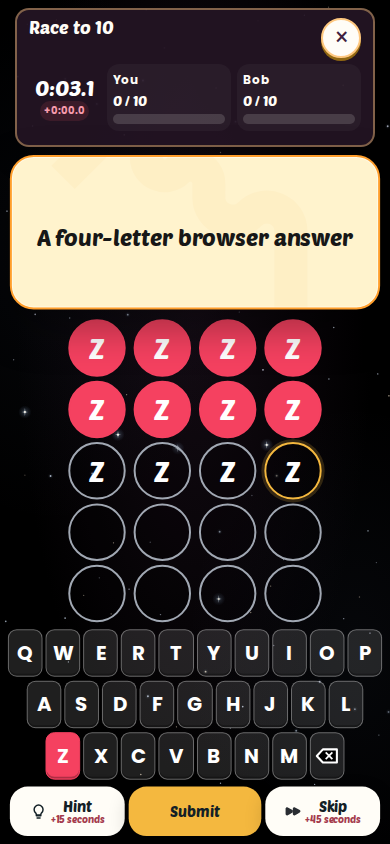 Race to 10
×
0:03.1
+0:00.0
You
0 / 10
Bob
0 / 10
A four-letter browser answer
Z Z Z Z
Z Z Z Z
Z Z Z Z
Q W E R T Y U I O P
A S D F G H J K L
Z X C V B N M
Hint
+15 seconds
Submit
Skip
+45 seconds